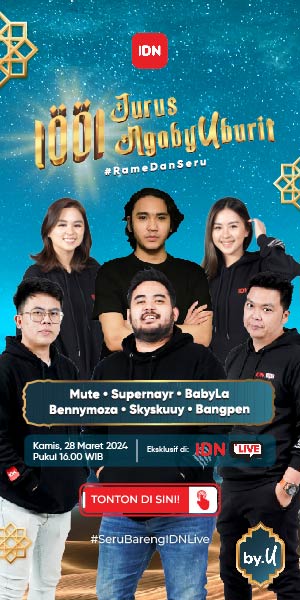 IDN
1001 Jurus
NgabyUburit
#RameDanSeru
Mute • Supernayr • BabyLa
Bennymoza • Skyskuuy • Bangpen
Kamis, 28 Maret 2024
Pukul 16.00 WIB
Eksklusif di: IDN LIVE
TONTON DI SINI!!
#SeruBarengIDNLive
by.U